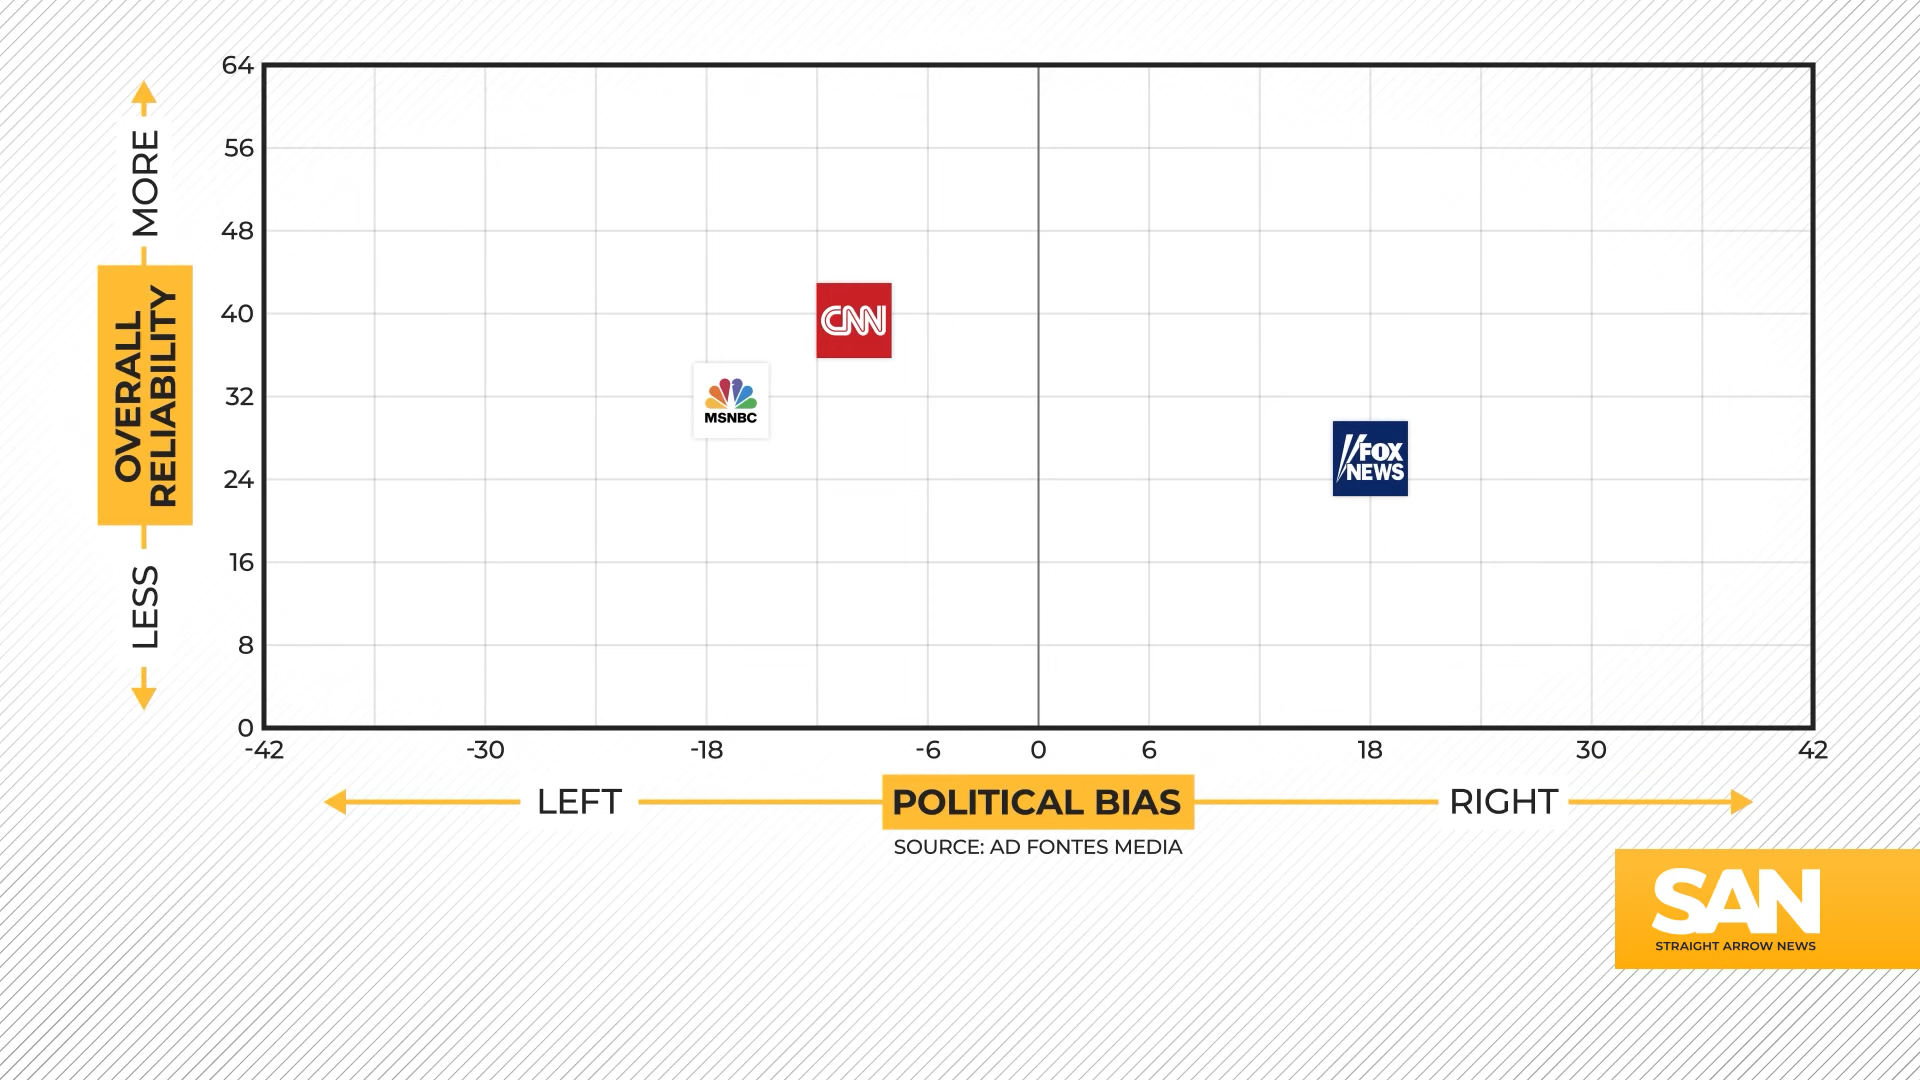 64
56
48
40
32
24
16
8
0
MORE
OVERALL
RELIABILITY
LESS
CNN
MSNBC
FOX
NEWS
-42
-30
-18
-6
0
6
18
30
42
LEFT
POLITICAL BIAS
RIGHT
SOURCE: AD FONTES MEDIA
SAN
STRAIGHT ARROW NEWS